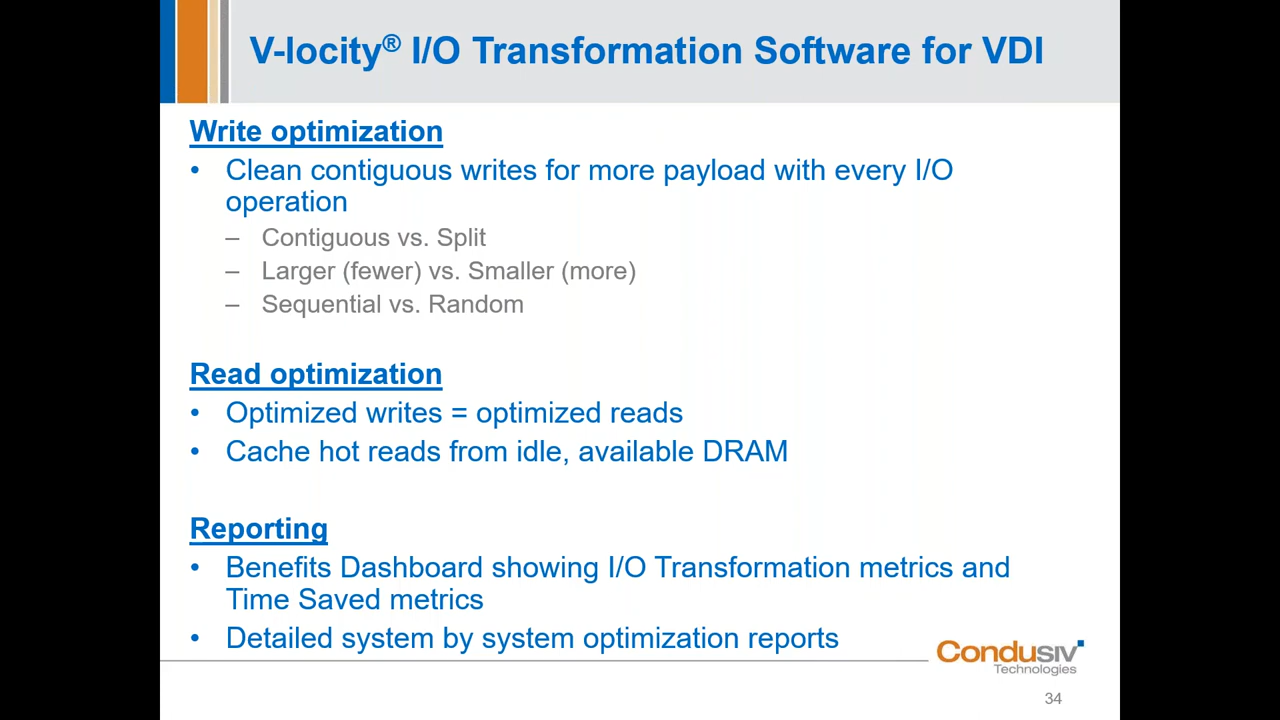 V-locity® I/O Transformation Software for VDI
Write optimization
• Clean contiguous writes for more payload with every I/O
operation
– Contiguous vs. Split
– Larger (fewer) vs. Smaller (more)
– Sequential vs. Random
Read optimization
• Optimized writes = optimized reads
• Cache hot reads from idle, available DRAM
Reporting
• Benefits Dashboard showing I/O Transformation metrics and
Time Saved metrics
• Detailed system by system optimization reports
Condusiv
Technologies
34